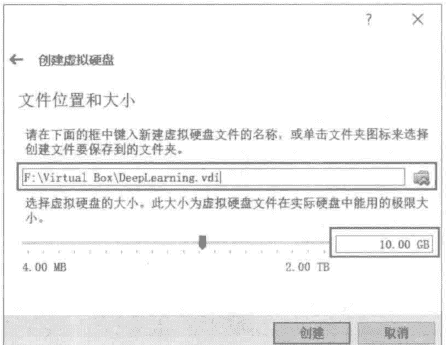 ?
创建虚拟硬盘
文件位置和大小
请在下面的框中键入新建虚拟硬盘文件的名称，或单击文件夹图标来选择
创建文件要保存到的文件夹。
F:\Virtual Box\DeepLearning.vdi
选择虚拟硬盘的大小。此大小为虚拟硬盘文件在实际硬盘中能用的极限大
小。
10.00 GB
4.00 MB 2.00 TB
创建 取消